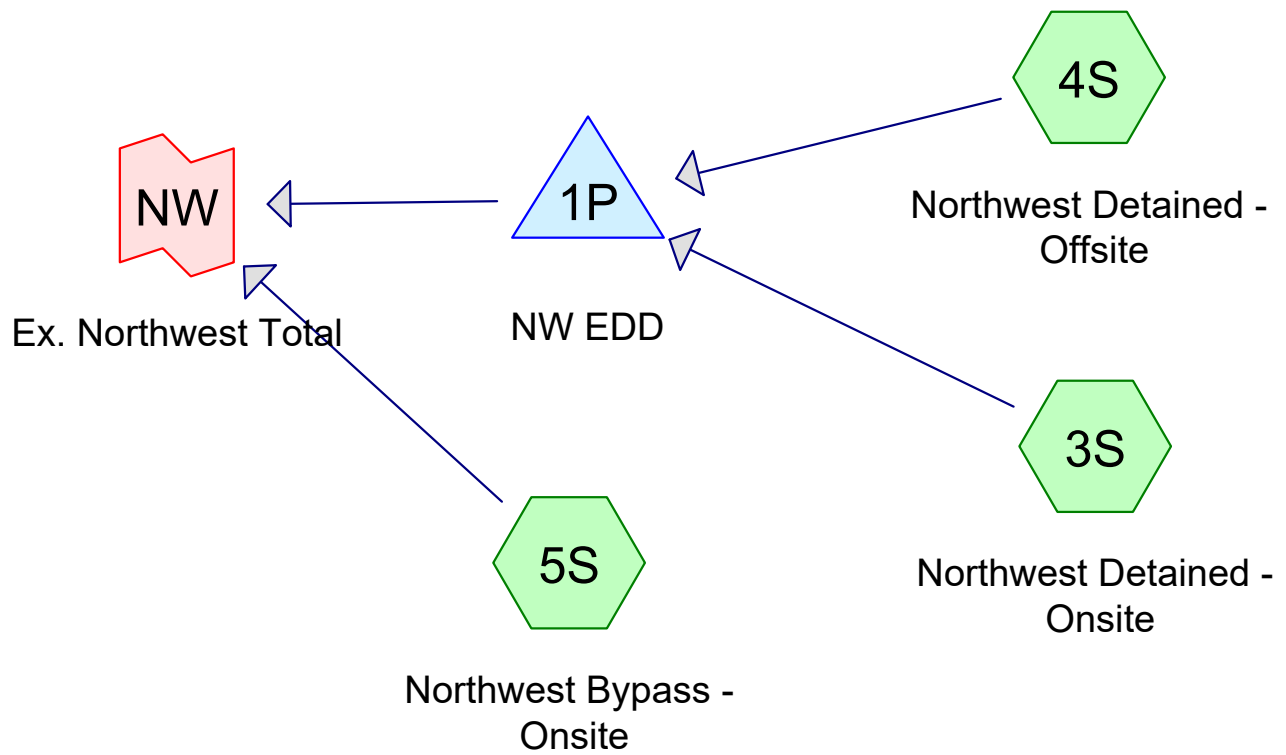 4S
Northwest Detained -
Offsite
NW
Ex. Northwest Total
1P
NW EDD
3S
Northwest Detained -
Onsite
5S
Northwest Bypass -
Onsite